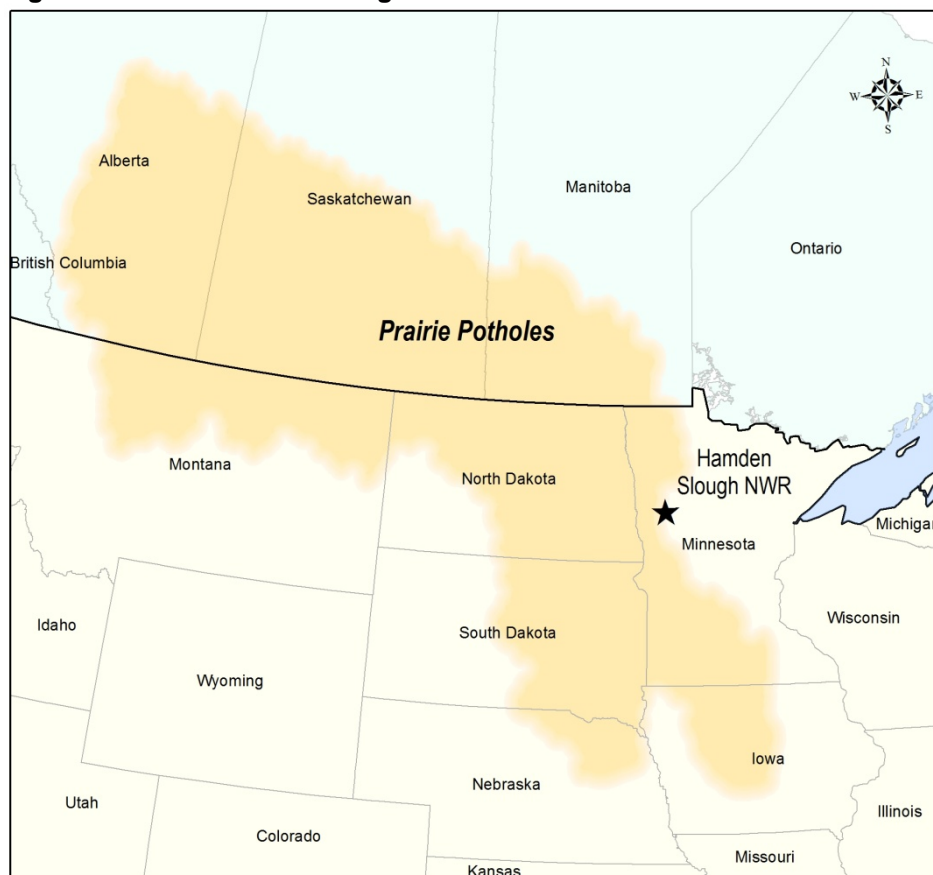 N
W
E
S
Alberta
Saskatchewan
Manitoba
Ontario
British Columbia
Prairie Potholes
Montana
North Dakota
Hamden
Slough NWR
Michigan
Minnesota
Idaho
South Dakota
Wisconsin
Wyoming
Iowa
Nebraska
Utah
Illinois
Colorado
Missouri
Kansas